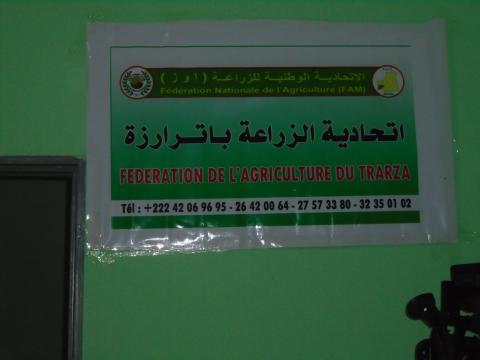 الاتحادية الوطنية للزراعة (اوز)
Fédération Nationale de l'Agriculture (FAM)
اتحادية الزراعة باترارزة
FEDERATION DE L'AGRICULTURE DU TRARZA
Tél : +222 42 06 96 95 - 26 42 00 64 - 27 57 33 80 - 32 35 01 02